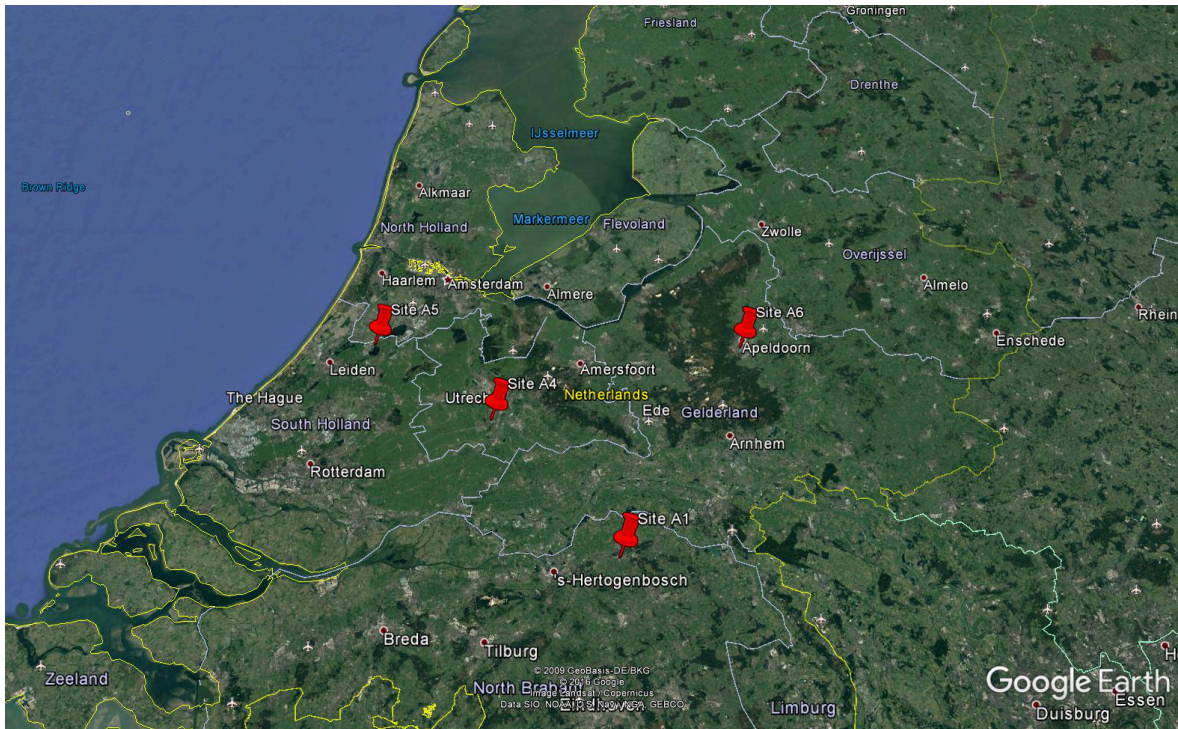 Groningen
Friesland
Drenthe
IJsselmeer
Brown Ridge
Alkmaar
Markermeer
North Holland
Flevoland
Zwolle
Overijssel
Haarlem
Amsterdam
Almere
Almelo
Site A5
Site A6
Rhein
Enschede
Apeldoorn
Leiden
Amersfoort
Site A4
Utrech
Netherlands
The Hague
Ede
Gelderland
South Holland
Arnhem
Rotterdam
Site A1
's-Hertogenbosch
Breda
Tilburg
© 2009 GeoBasis-DE/BKG
© 2016 Google
Image Landsat / Copernicus
Data SIO, NOAA, U.S. Navy, NGA, GEBCO
Zeeland
North Brabant
Eindhoven
Limburg
Google Earth
Essen
Duisburg